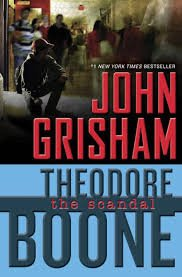 #1 NEW YORK TIMES BESTSELLER
JOHN
GRISHAM
THEODORE
the scandal
BOONE